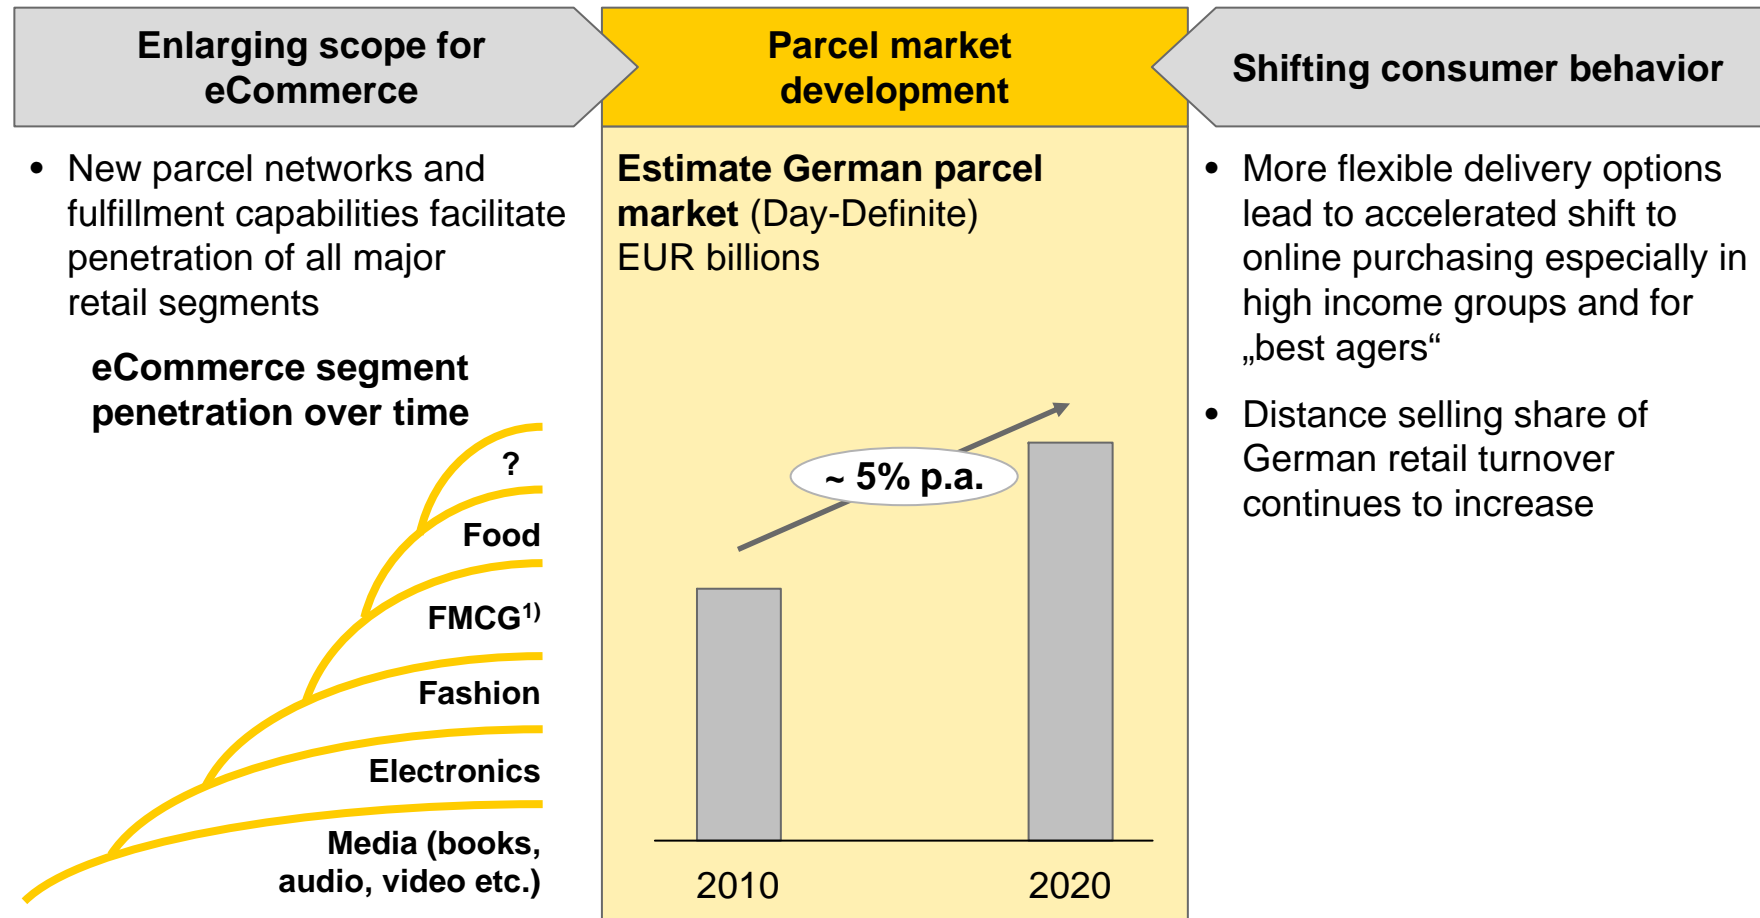 Enlarging scope for
eCommerce
• New parcel networks and
fulfillment capabilities facilitate
penetration of all major
retail segments
eCommerce segment
penetration over time
?
Food
FMCG1)
Fashion
Electronics
Media (books,
audio, video etc.)
Parcel market
development
Estimate German parcel
market (Day-Definite)
EUR billions
~ 5% p.a.
2010
2020
Shifting consumer behavior
• More flexible delivery options
lead to accelerated shift to
online purchasing especially in
high income groups and for
„best agers“
• Distance selling share of
German retail turnover
continues to increase